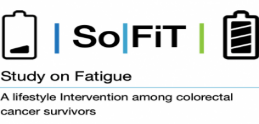 | So|FiT |
Study on Fatigue
A lifestyle Intervention among colorectal
cancer survivors